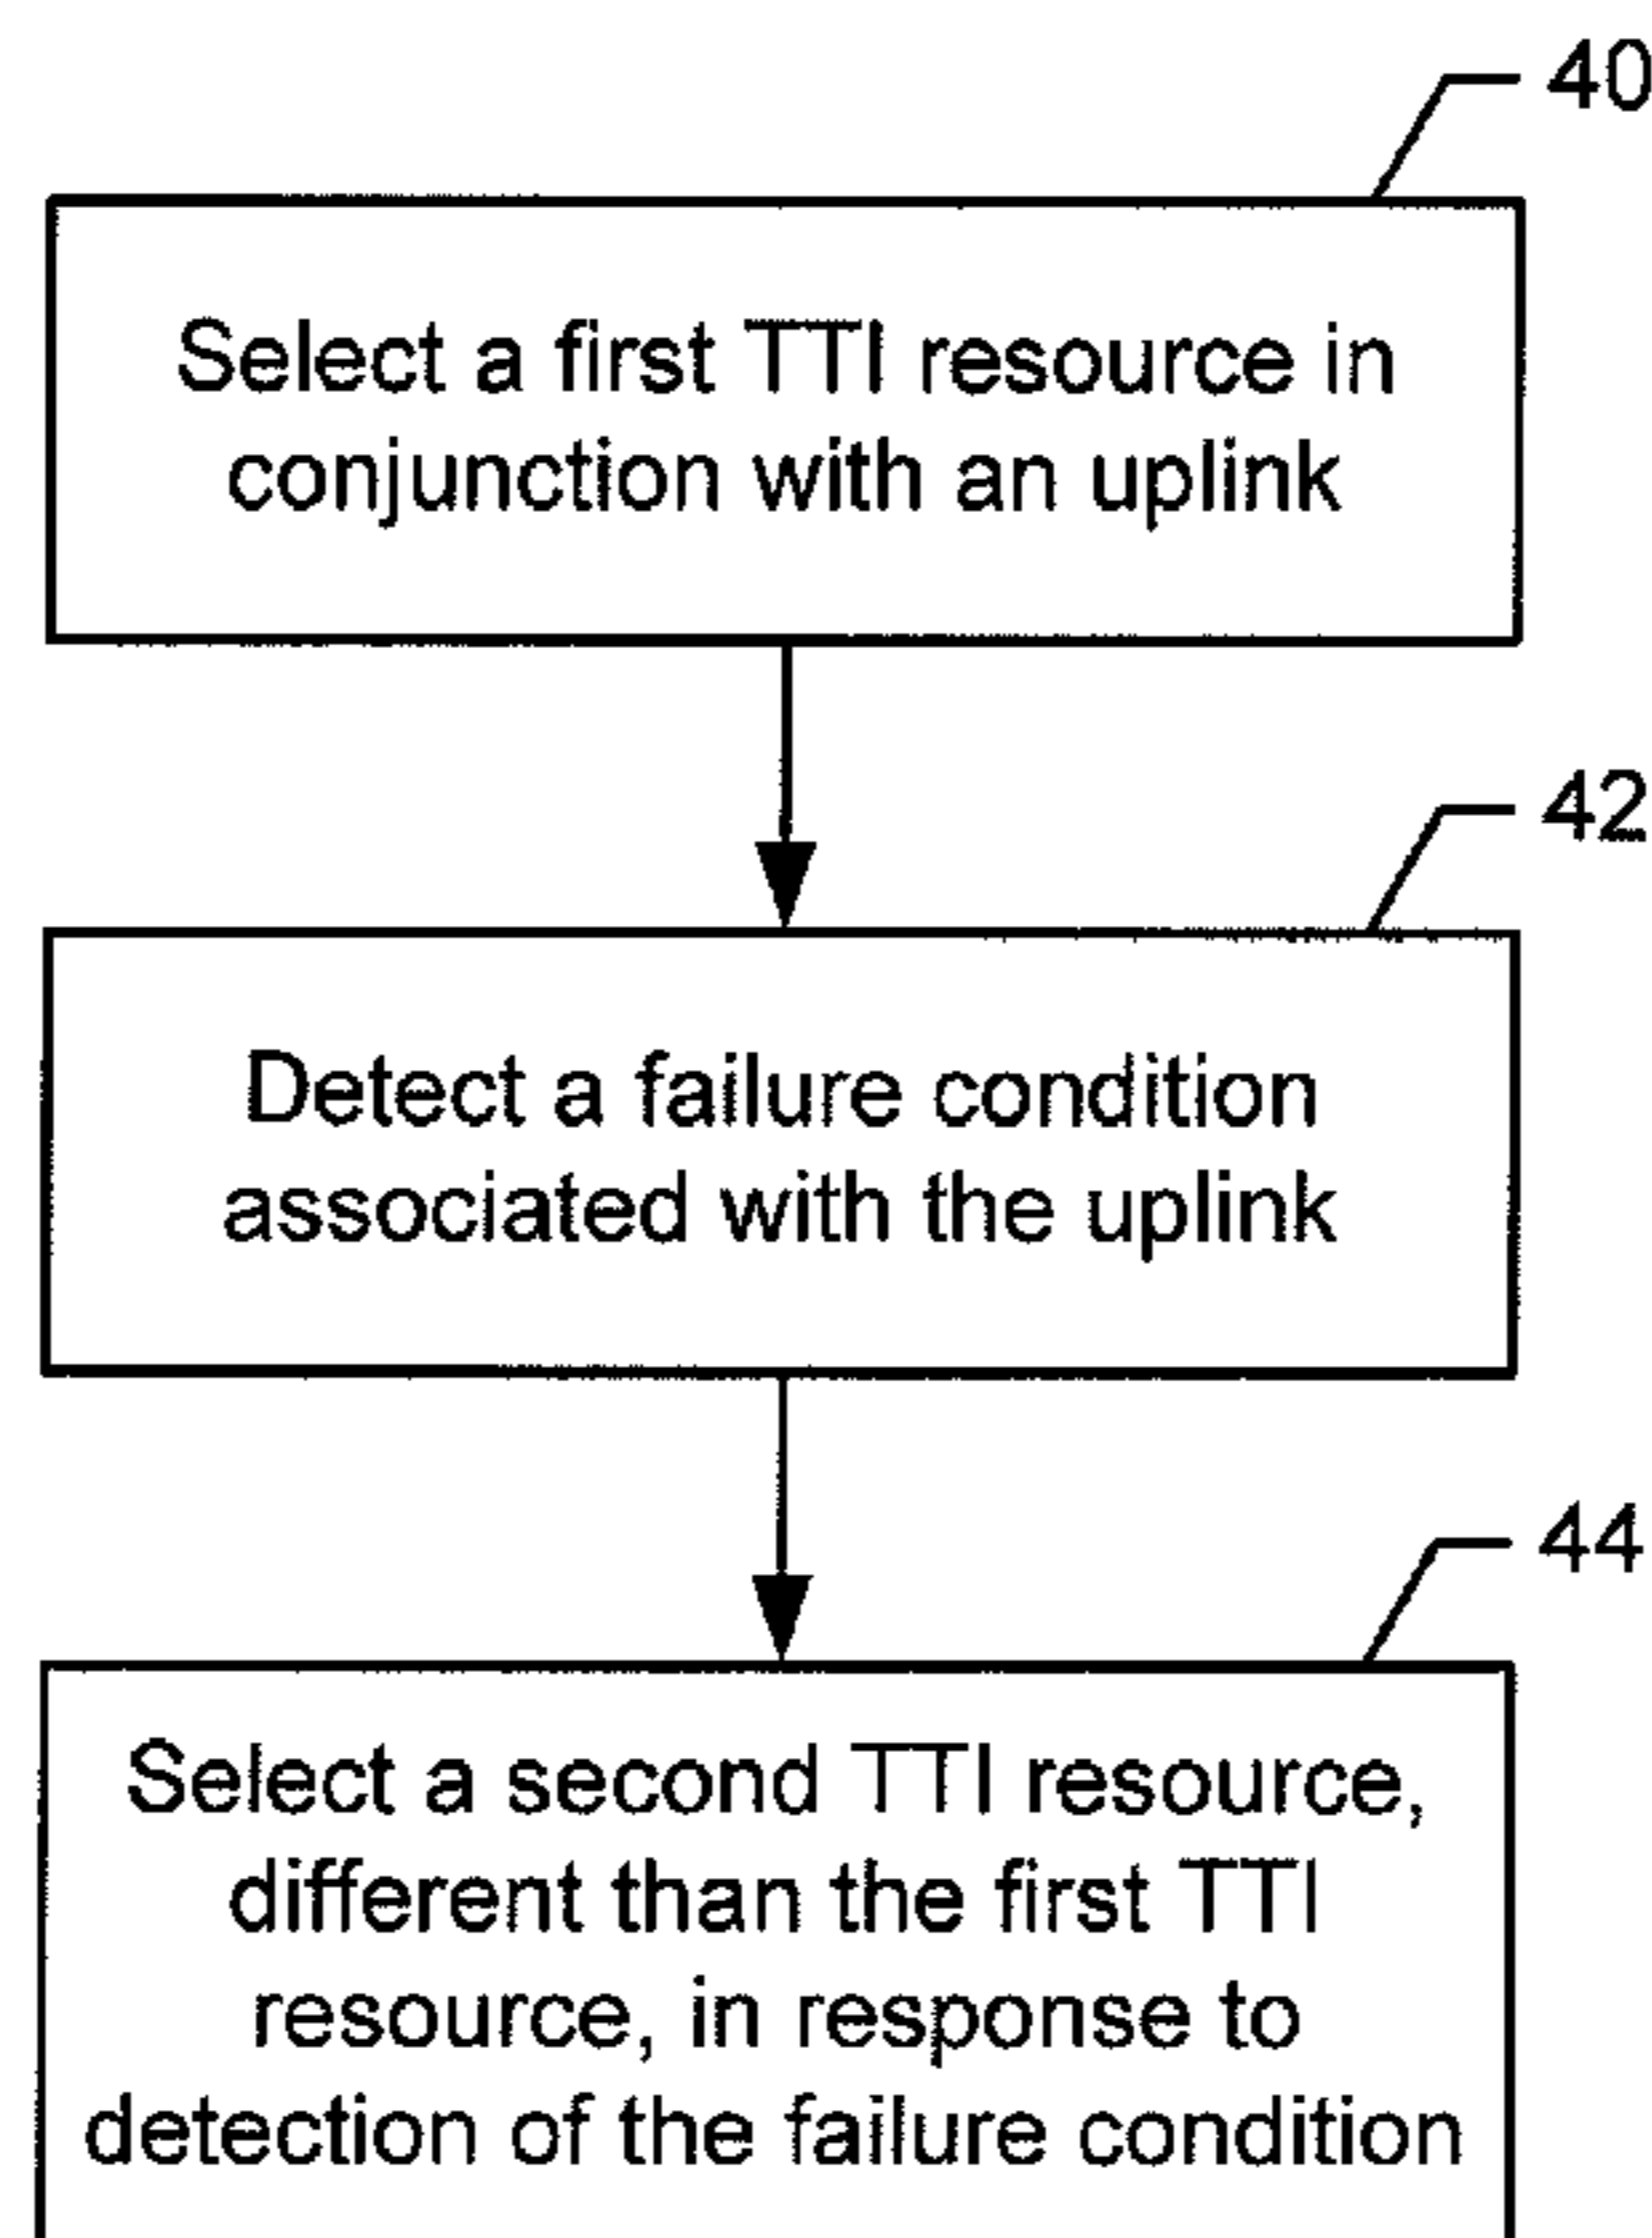 40
Select a first TTI resource in
conjunction with an uplink
42
Detect a failure condition
associated with the uplink
44
Select a second TTI resource,
different than the first TTI
resource, in response to
detection of the failure condition